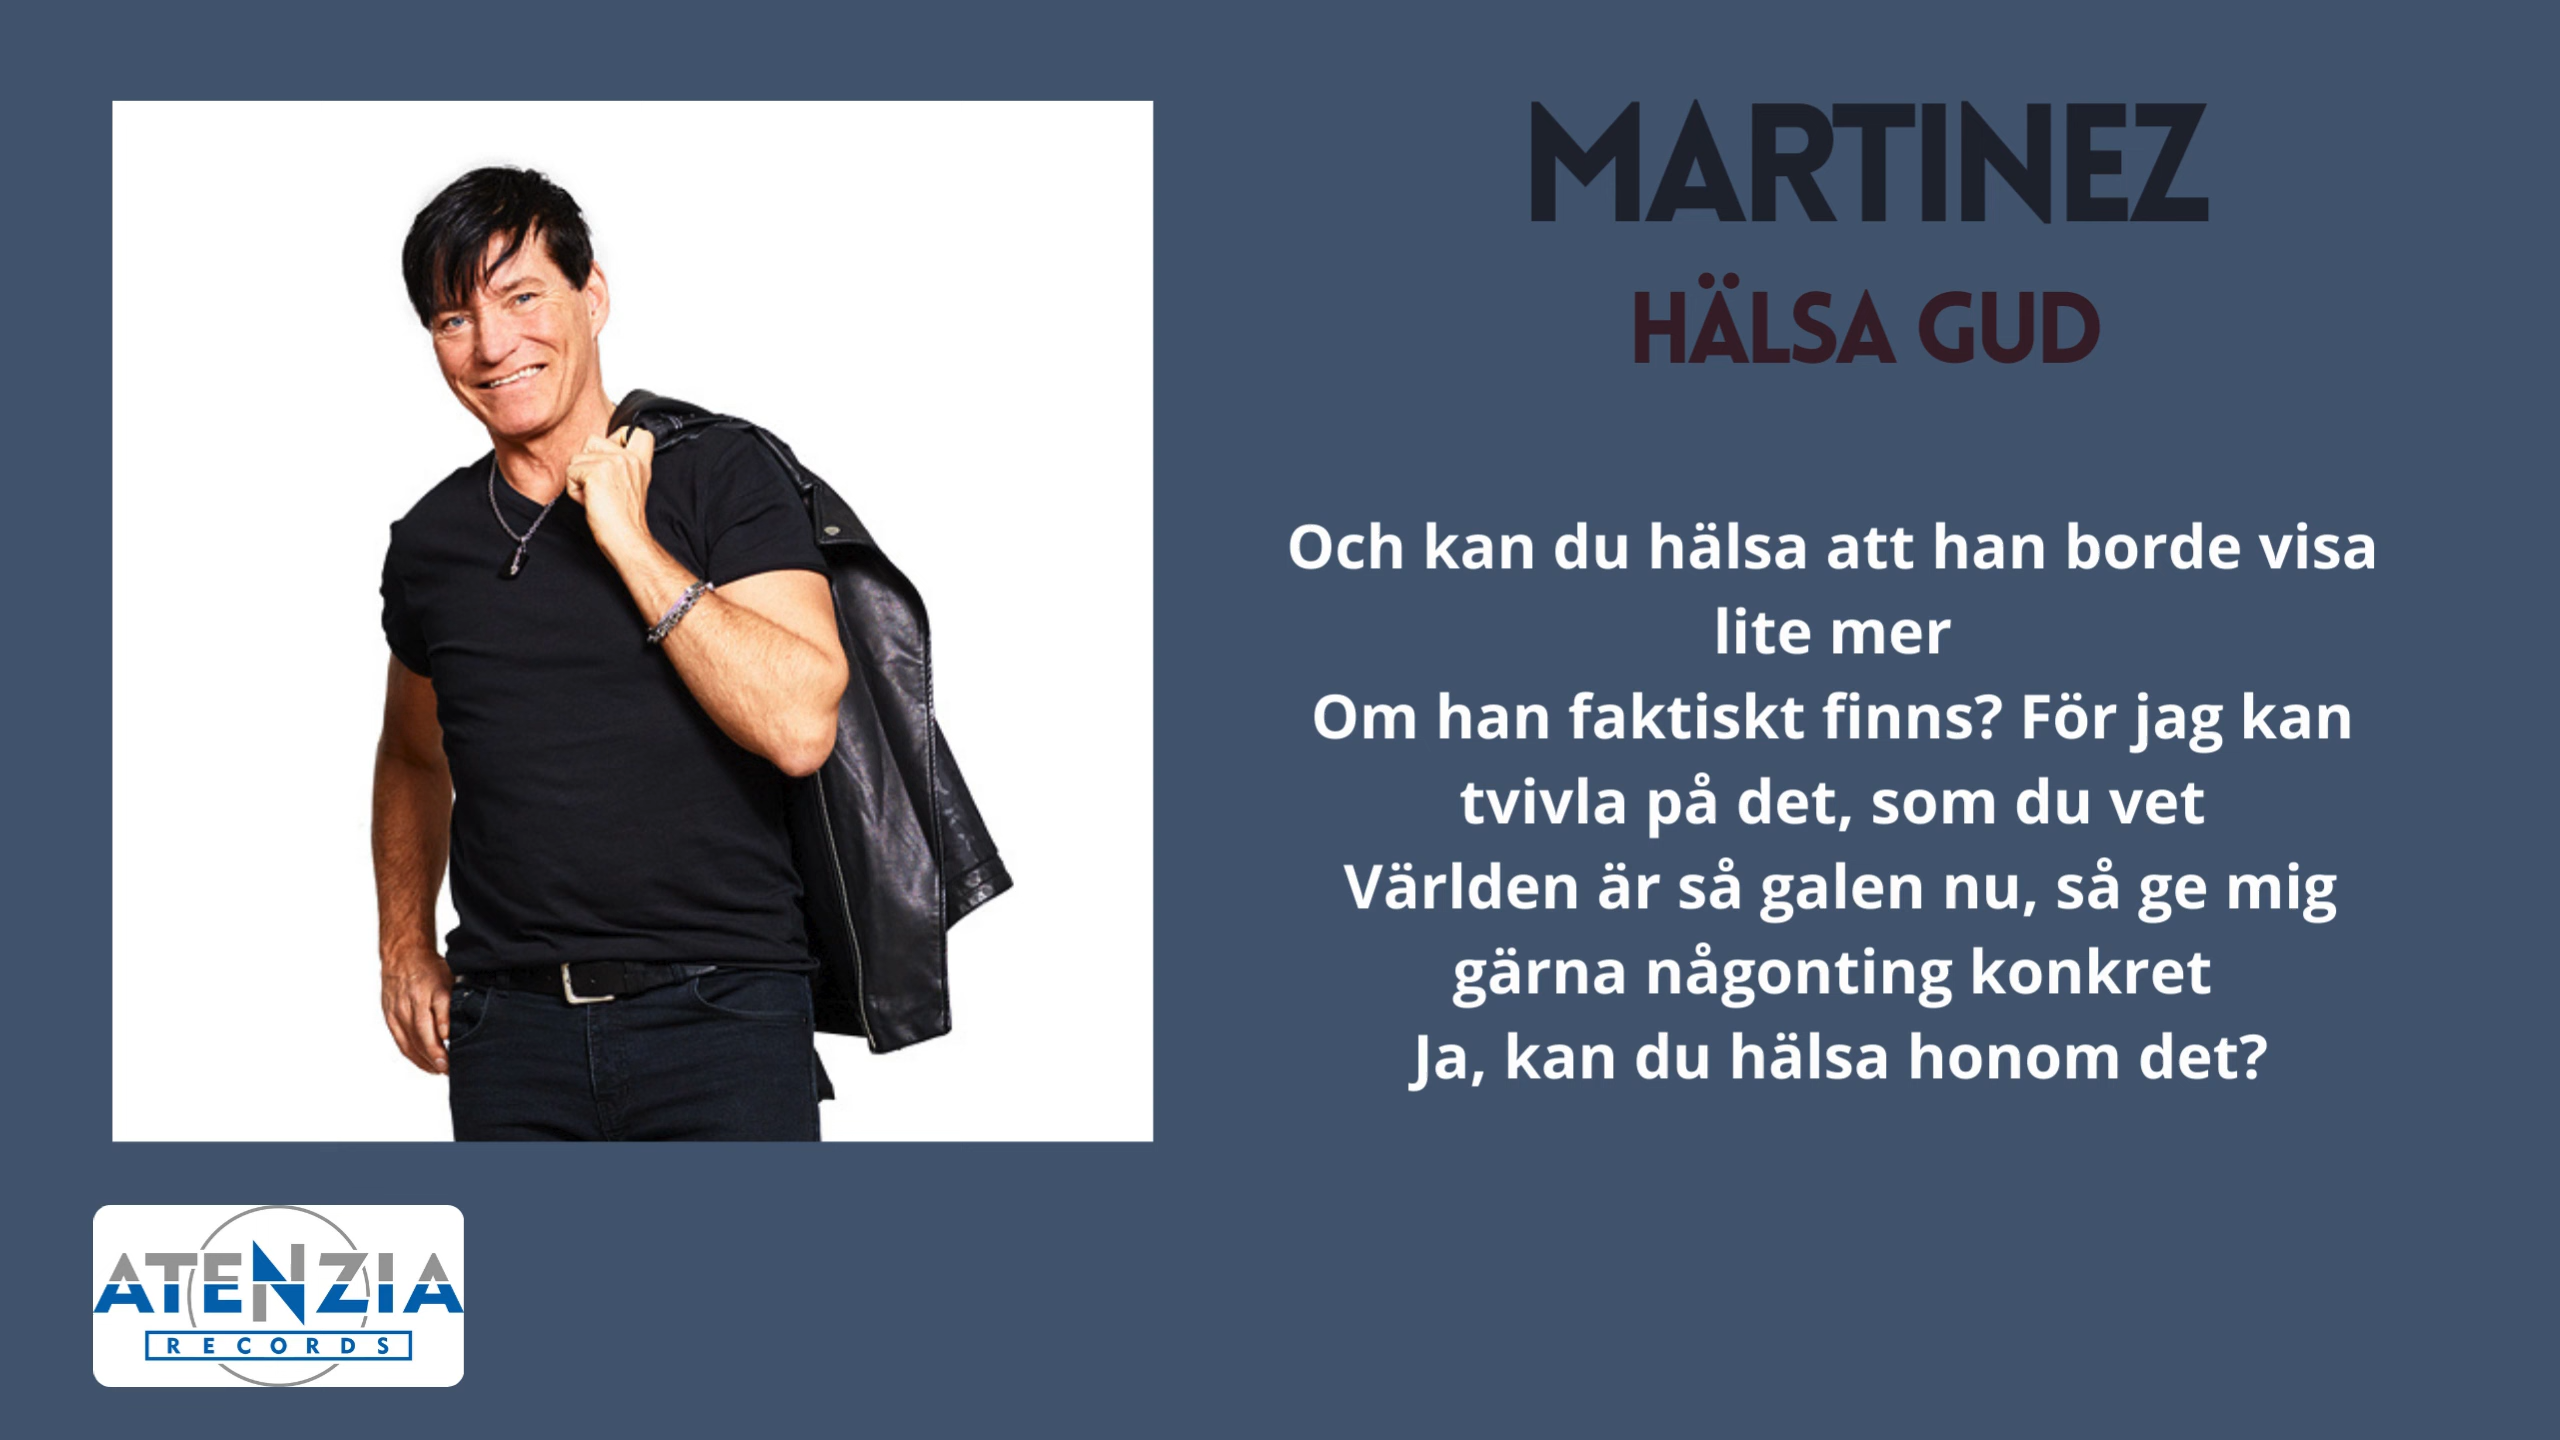 MARTINEZ
HÄLSA GUD
Och kan du hälsa att han borde visa
lite mer
Om han faktiskt finns? För jag kan
tvivla på det, som du vet
Världen är så galen nu, så ge mig
gärna någonting konkret
Ja, kan du hälsa honom det?
ATENZIA
RECORDS